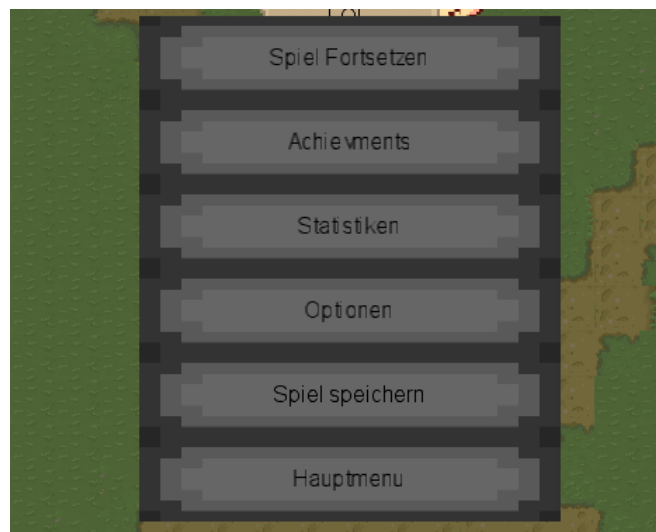 Spiel Fortsetzen
Achievments
Statistiken
Optionen
Spiel speichern
Hauptmenu